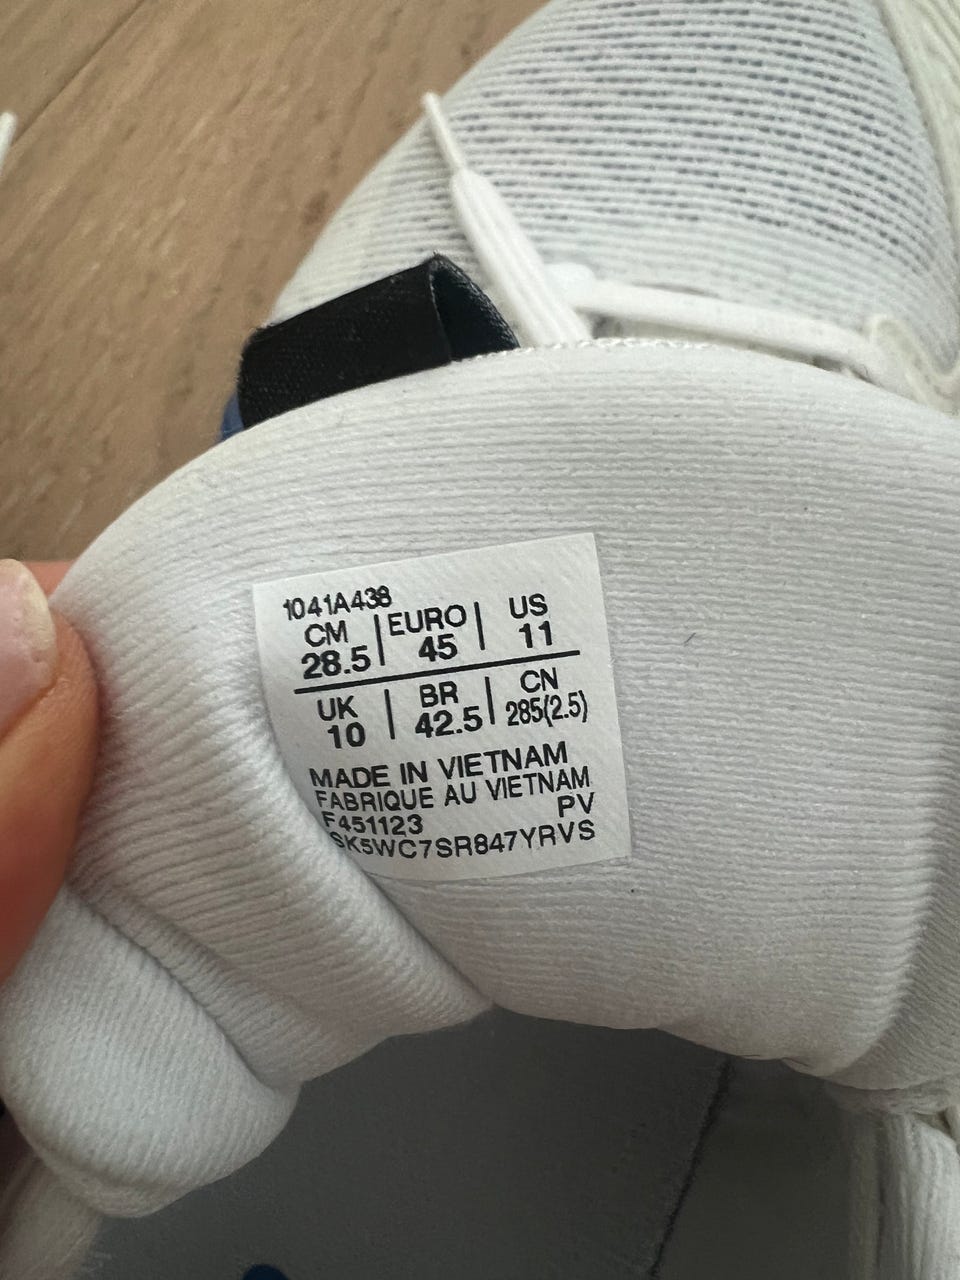 1041A438
CM | EURO | US
28.5 | 45 | 11
UK | BR | CN
10 | 42.5 | 285(2.5)
MADE IN VIETNAM
FABRIQUE AU VIETNAM
F451123 PV
SK5WC7SR847YRVS